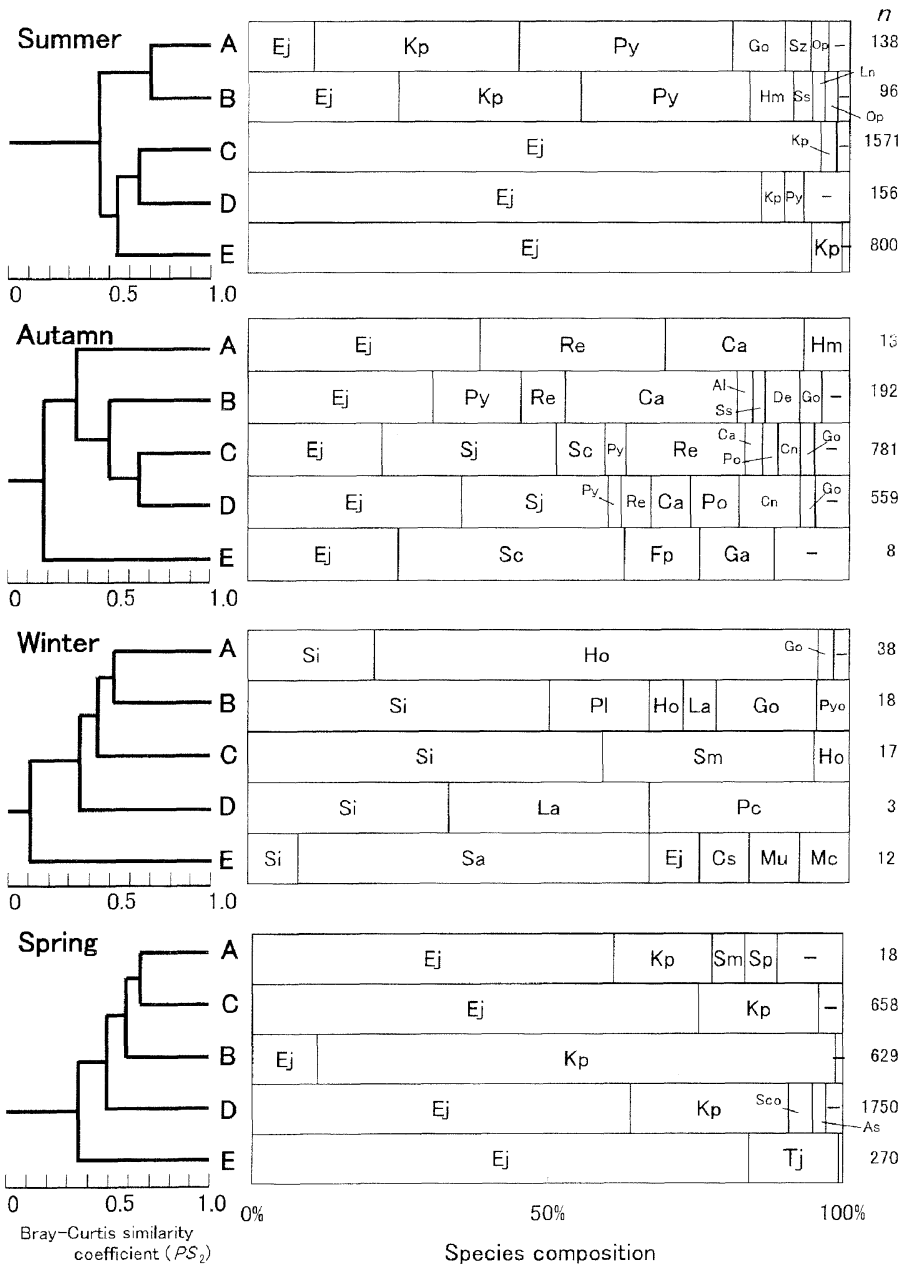 n
Summer
A Ej Kp Py Go Sz Op – 138
B Ej Kp Py Hm Ss Ln Op – 96
C Ej Kp – 1571
D Ej Kp Py – 156
E Ej Kp – 800
0 0.5 1.0
Autamn
A Ej Re Ca Hm 13
B Ej Py Re Ca Al Ss De Go – 192
C Ej Sj Sc Py Re Ca Po Cn Go – 781
D Ej Sj Py Re Ca Po Cn Go – 559
E Ej Sc Fp Ga – 8
0 0.5 1.0
Winter
A Si Ho Go – 38
B Si Pl Ho La Go Pyo 18
C Si Sm Ho 17
D Si La Pc 3
E Si Sa Ej Cs Mu Mc 12
0 0.5 1.0
Spring
A Ej Kp Sm Sp – 18
C Ej Kp – 658
B Ej Kp – 629
D Ej Kp Sco As – 1750
E Ej Tj 270
0 0.5 1.0
0% 50% 100%
Bray-Curtis similarity
coefficient (PS2)
Species composition